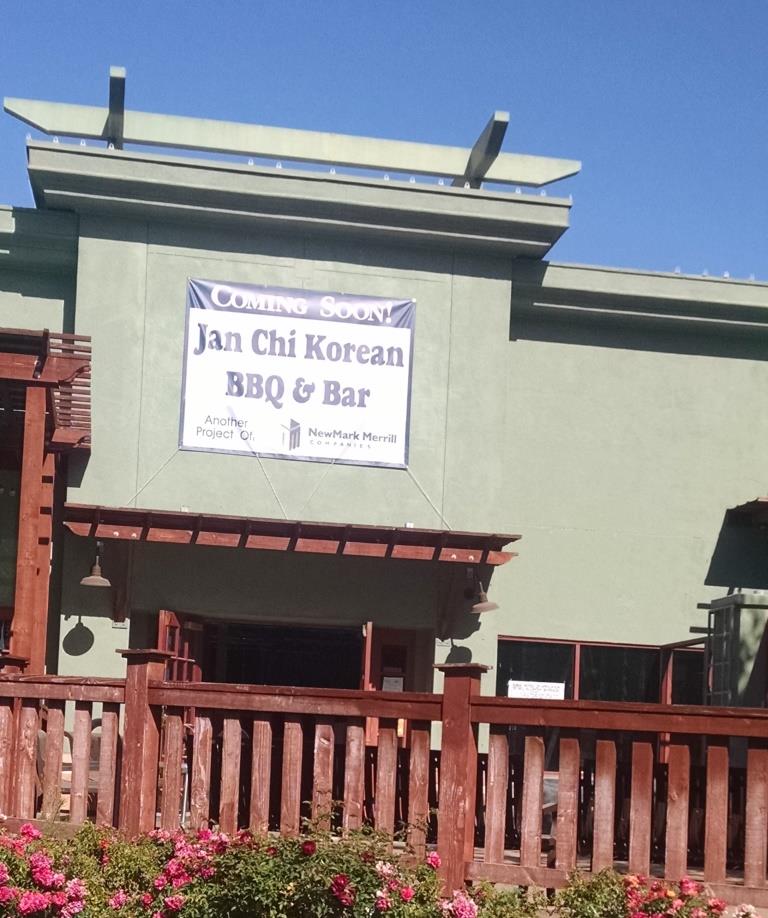 COMING SOON!
Jan Chi Korean
BBQ & Bar
Another
Project Of:
NewMark Merrill
COMPANIES